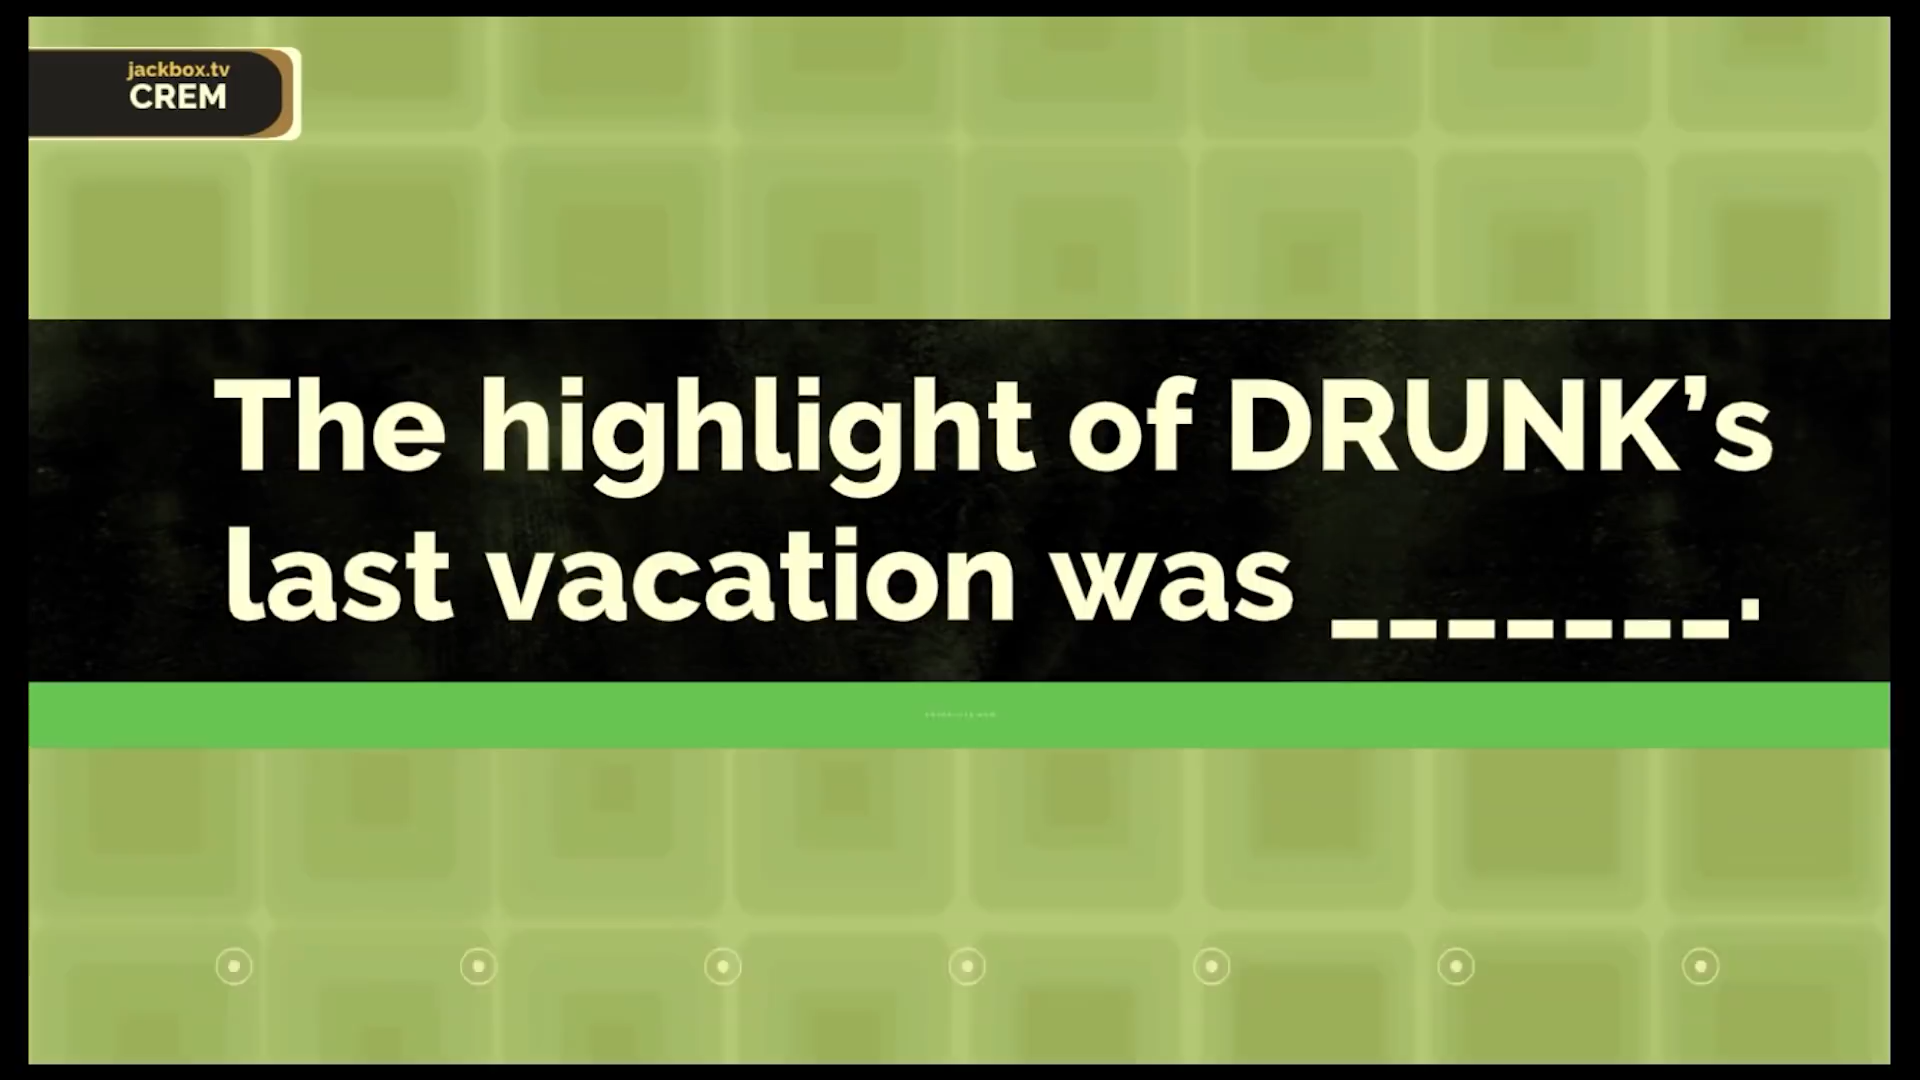 jackbox.tv
CREM
The highlight of DRUNK’s
last vacation was _______.